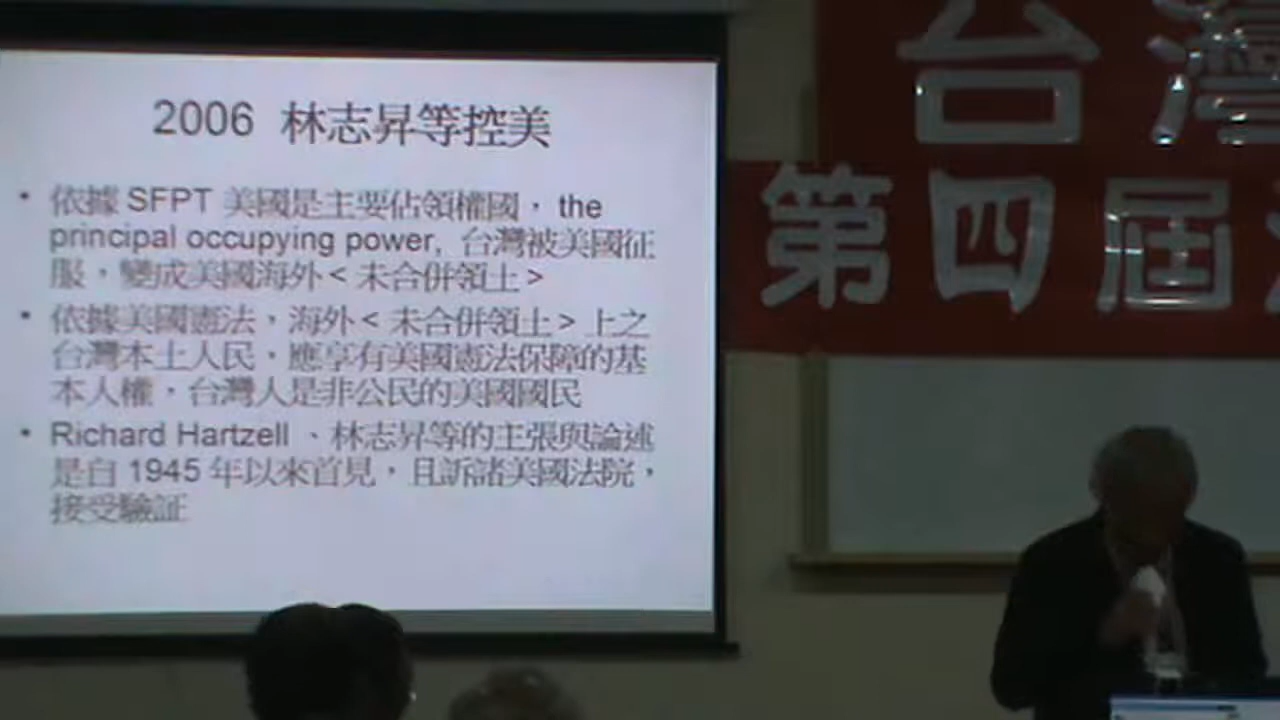 2006 林志昇等控美
• 依據 SFPT 美國是主要佔領權國，the
principal occupying power, 台灣被美國征
服，變成美國海外<未合併領土>
• 依據美國憲法，海外<未合併領土>上之
台灣本土人民，應享有美國憲法保障的基
本人權，台灣人是非公民的美國國民
• Richard Hartzell、林志昇等的主張與論述
是自 1945 年以來首見，且訴諸美國法院，
接受驗証
台灣
第四屆